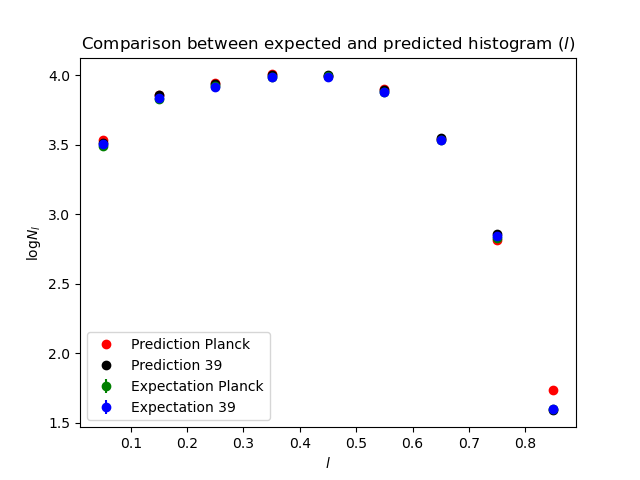 Comparison between expected and predicted histogram (l)
logN_l
4.0
3.5
3.0
2.5
2.0
1.5
Prediction Planck
Prediction 39
Expectation Planck
Expectation 39
0.1 0.2 0.3 0.4 0.5 0.6 0.7 0.8
l